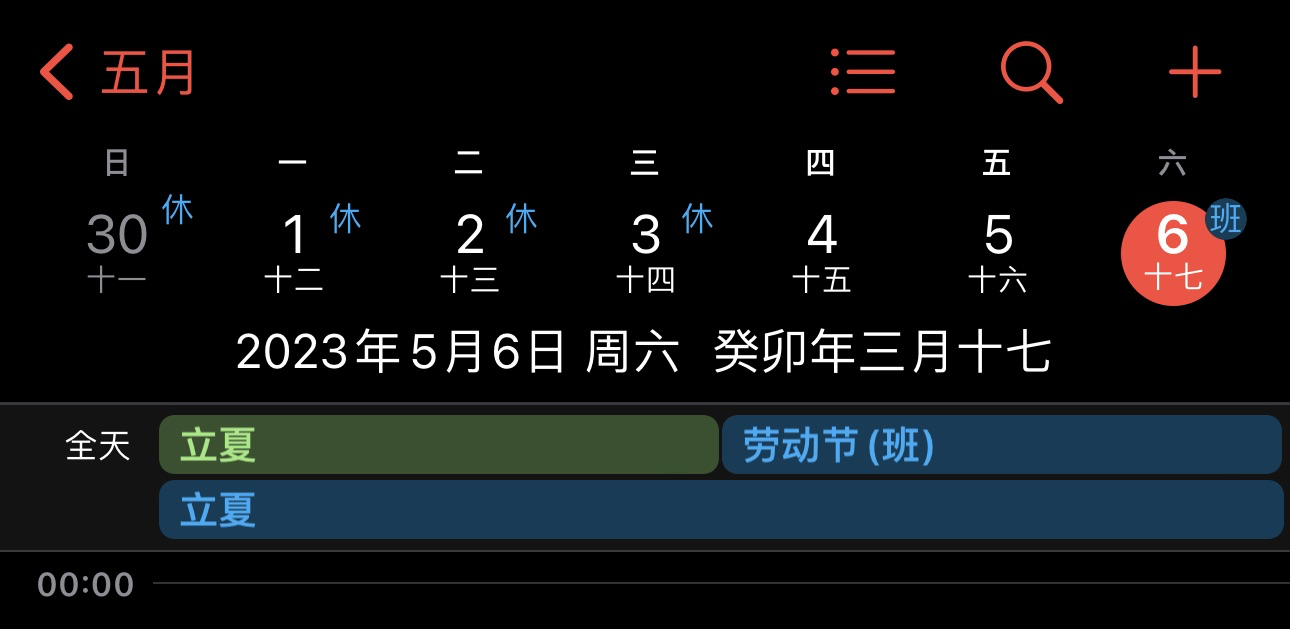 五月
日 一 二 三 四 五 六
30 休 1 休 2 休 3 休 4 5 6 班
十一 十二 十三 十四 十五 十六 十七
2023年5月6日 周六 癸卯年三月十七
全天 立夏 劳动节(班)
立夏
00:00